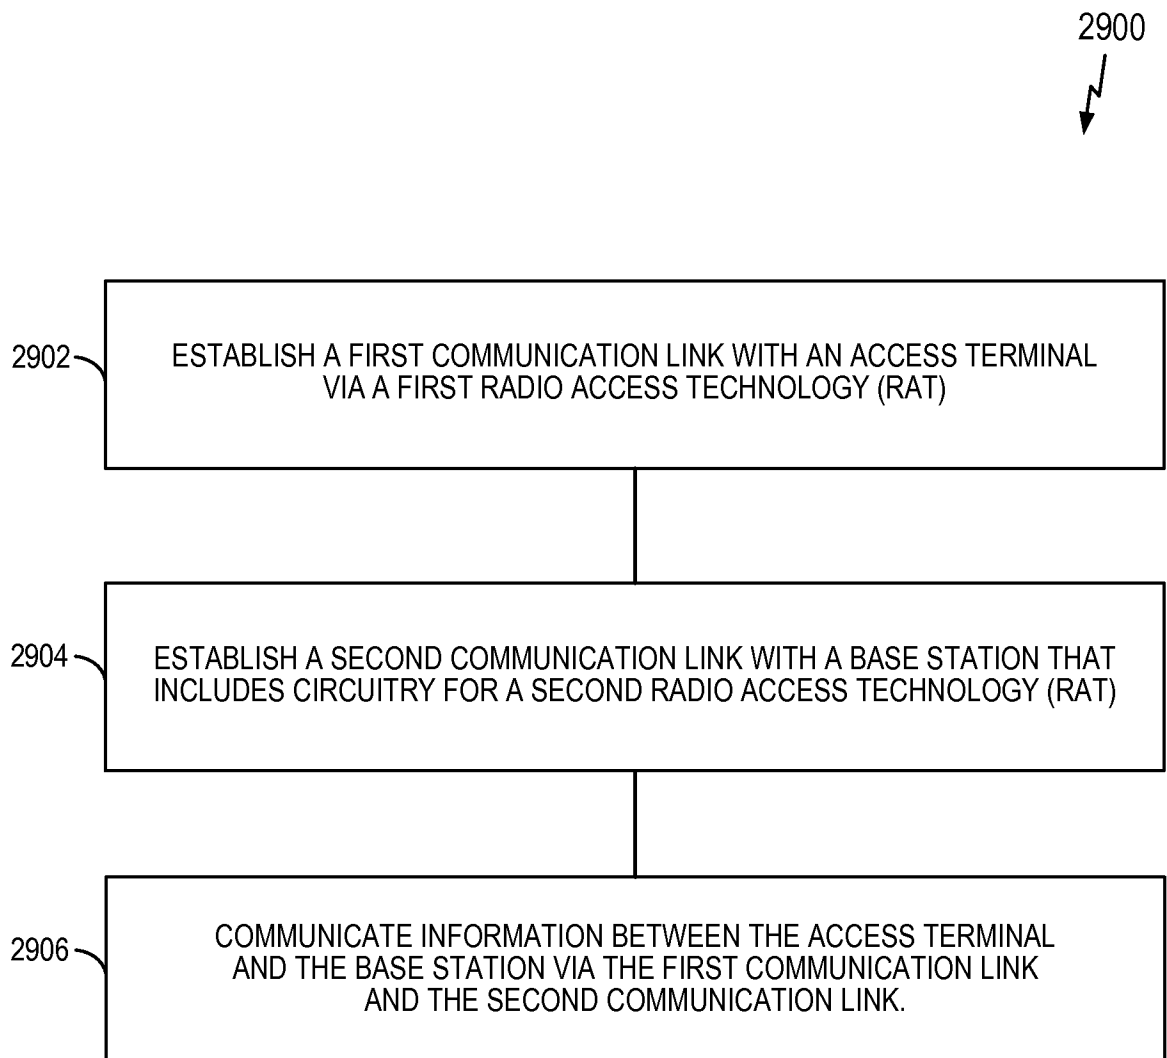 2900
2902
ESTABLISH A FIRST COMMUNICATION LINK WITH AN ACCESS TERMINAL
VIA A FIRST RADIO ACCESS TECHNOLOGY (RAT)
2904
ESTABLISH A SECOND COMMUNICATION LINK WITH A BASE STATION THAT
INCLUDES CIRCUITRY FOR A SECOND RADIO ACCESS TECHNOLOGY (RAT)
2906
COMMUNICATE INFORMATION BETWEEN THE ACCESS TERMINAL
AND THE BASE STATION VIA THE FIRST COMMUNICATION LINK
AND THE SECOND COMMUNICATION LINK.